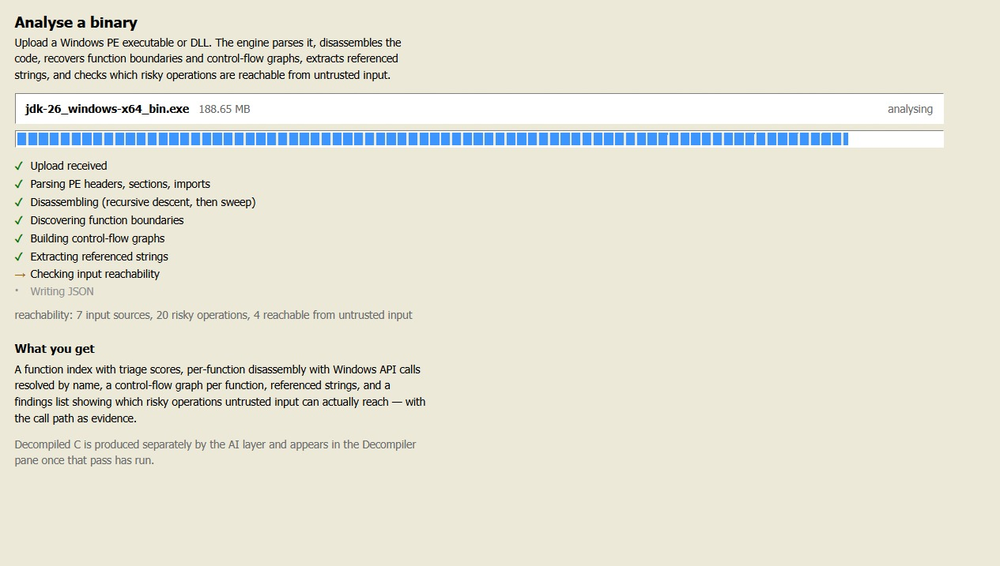 Analyse a binary
Upload a Windows PE executable or DLL. The engine parses it, disassembles the
code, recovers function boundaries and control-flow graphs, extracts referenced
strings, and checks which risky operations are reachable from untrusted input.
jdk-26_windows-x64_bin.exe 188.65 MB analysing
✓ Upload received
✓ Parsing PE headers, sections, imports
✓ Disassembling (recursive descent, then sweep)
✓ Discovering function boundaries
✓ Building control-flow graphs
✓ Extracting referenced strings
→ Checking input reachability
· Writing JSON
reachability: 7 input sources, 20 risky operations, 4 reachable from untrusted input
What you get
A function index with triage scores, per-function disassembly with Windows API calls
resolved by name, a control-flow graph per function, referenced strings, and a
findings list showing which risky operations untrusted input can actually reach — with
the call path as evidence.
Decompiled C is produced separately by the AI layer and appears in the Decompiler
pane once that pass has run.